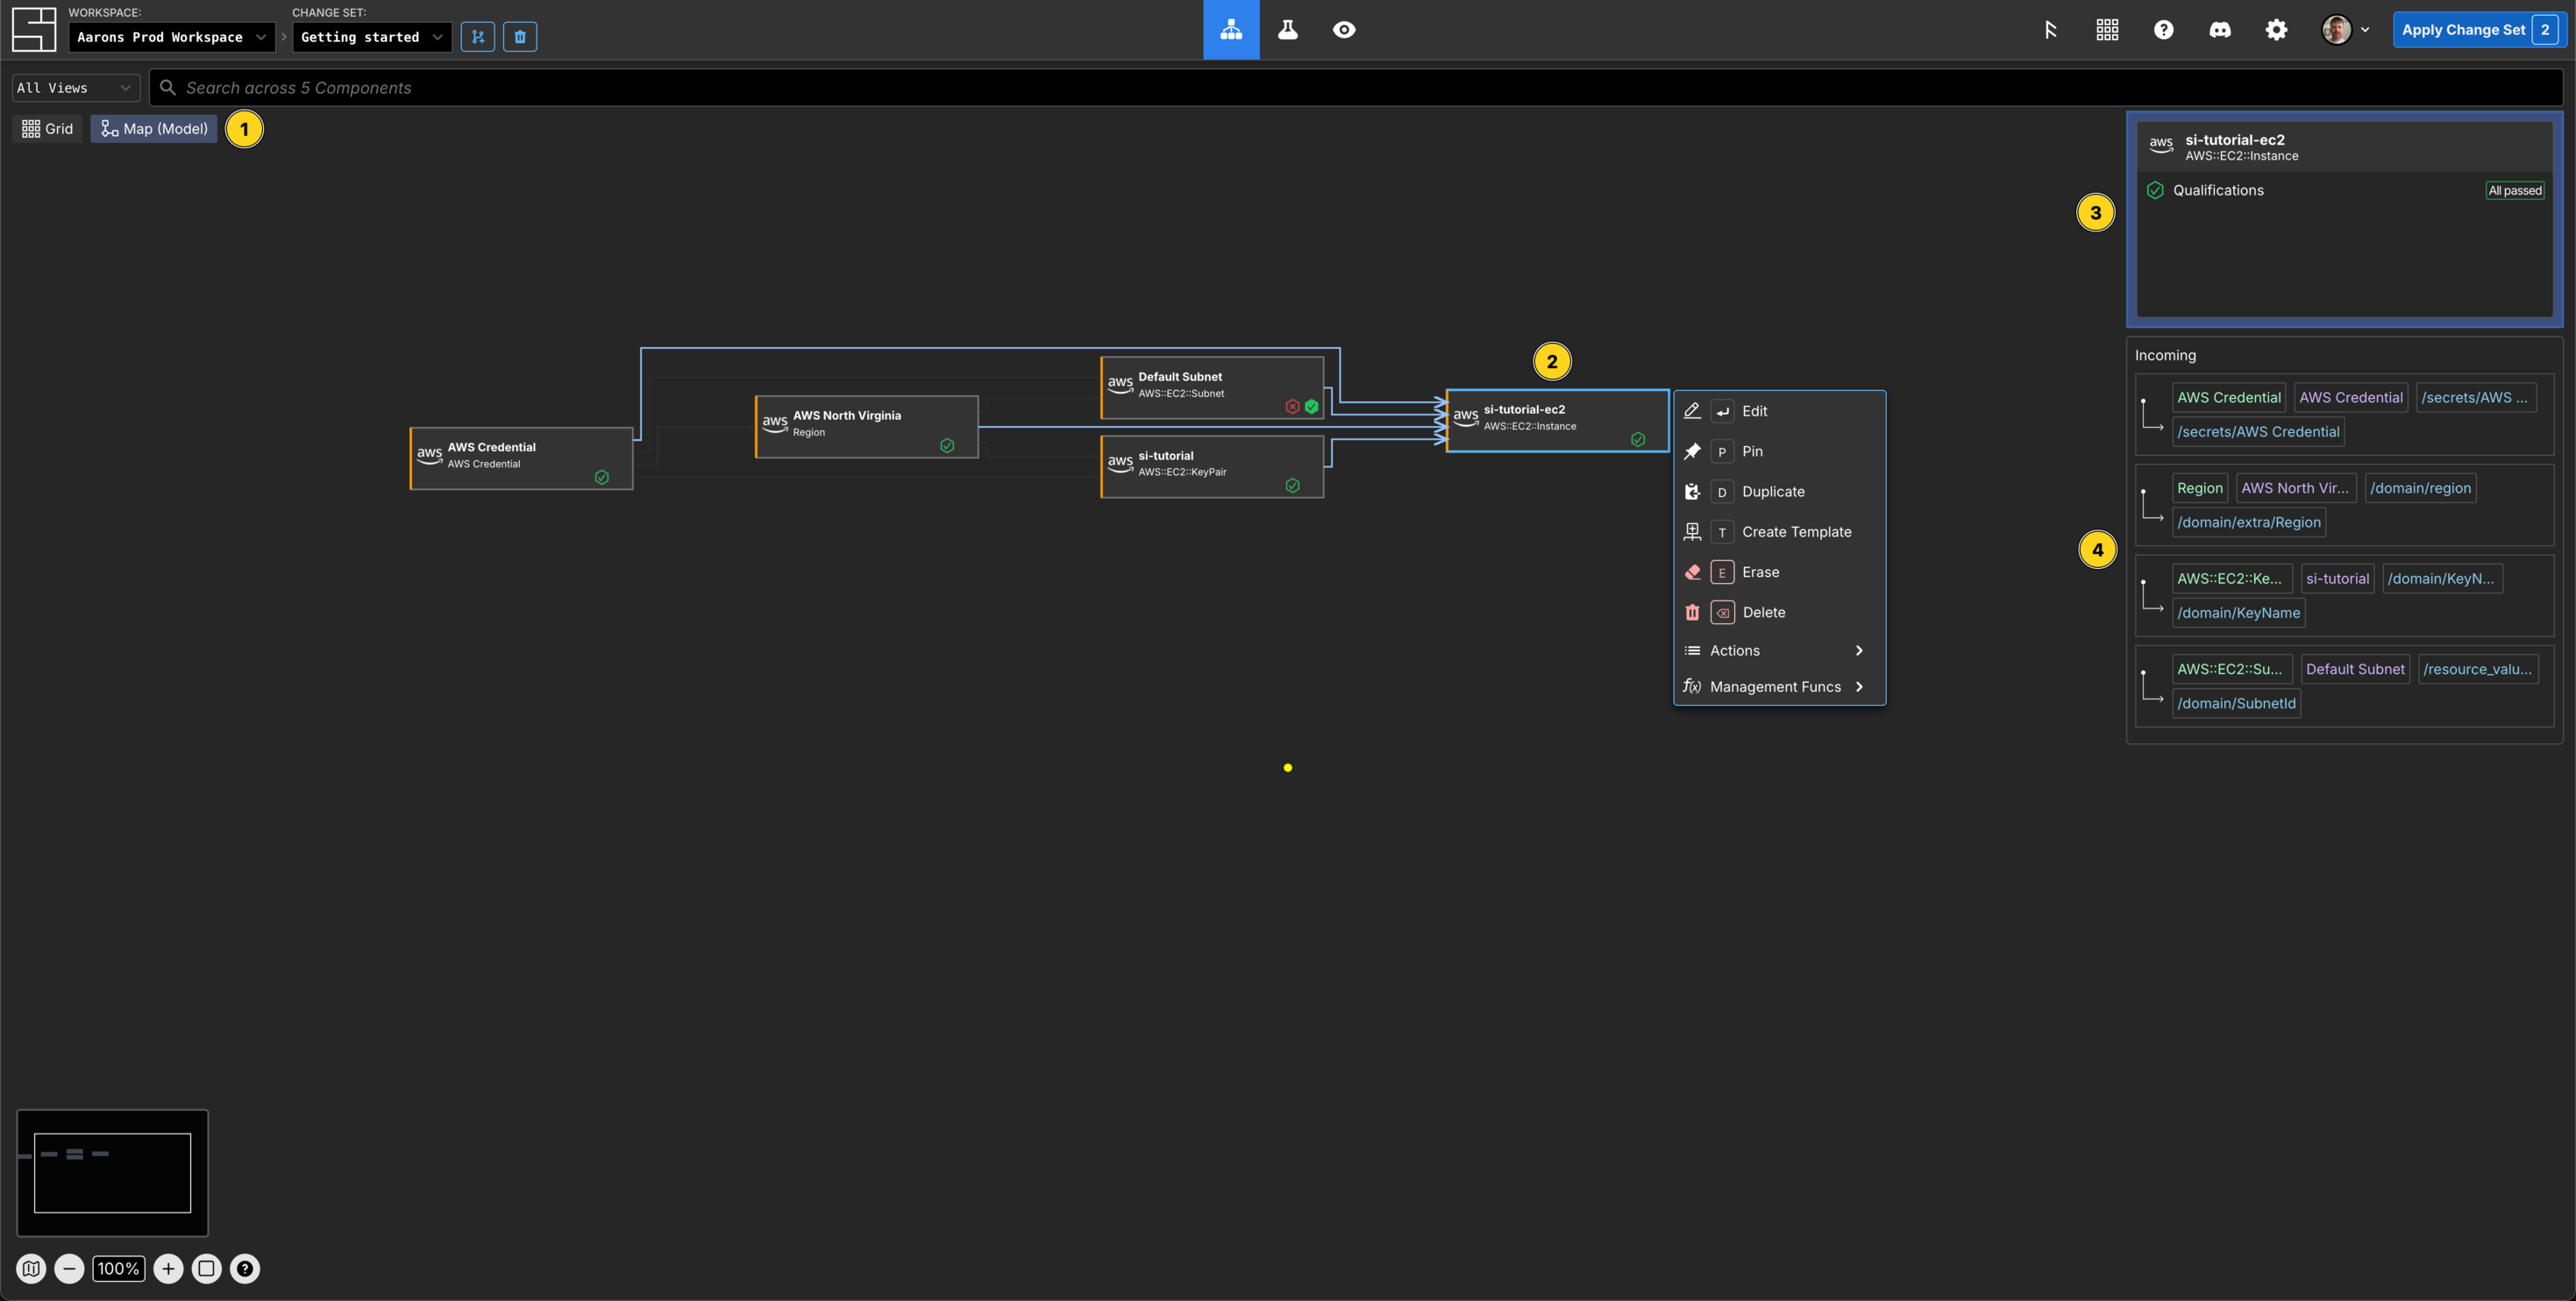 WORKSPACE:
Aarons Prod Workspace
CHANGE SET:
Getting started
Apply Change Set 2
All Views
Search across 5 Components
Grid
Map (Model)
1
aws
si-tutorial-ec2
AWS::EC2::Instance
Qualifications
All passed
3
2
aws
AWS Credential
AWS Credential
aws
AWS North Virginia
Region
aws
Default Subnet
AWS::EC2::Subnet
aws
si-tutorial
AWS::EC2::KeyPair
aws
si-tutorial-ec2
AWS::EC2::Instance
Edit
P Pin
D Duplicate
T Create Template
E Erase
Delete
Actions
f(x) Management Funcs
4
Incoming
AWS Credential AWS Credential /secrets/AWS ...
/secrets/AWS Credential
Region AWS North Vir... /domain/region
/domain/extra/Region
AWS::EC2::Ke... si-tutorial /domain/KeyN...
/domain/KeyName
AWS::EC2::Su... Default Subnet /resource_valu...
/domain/SubnetId
100%